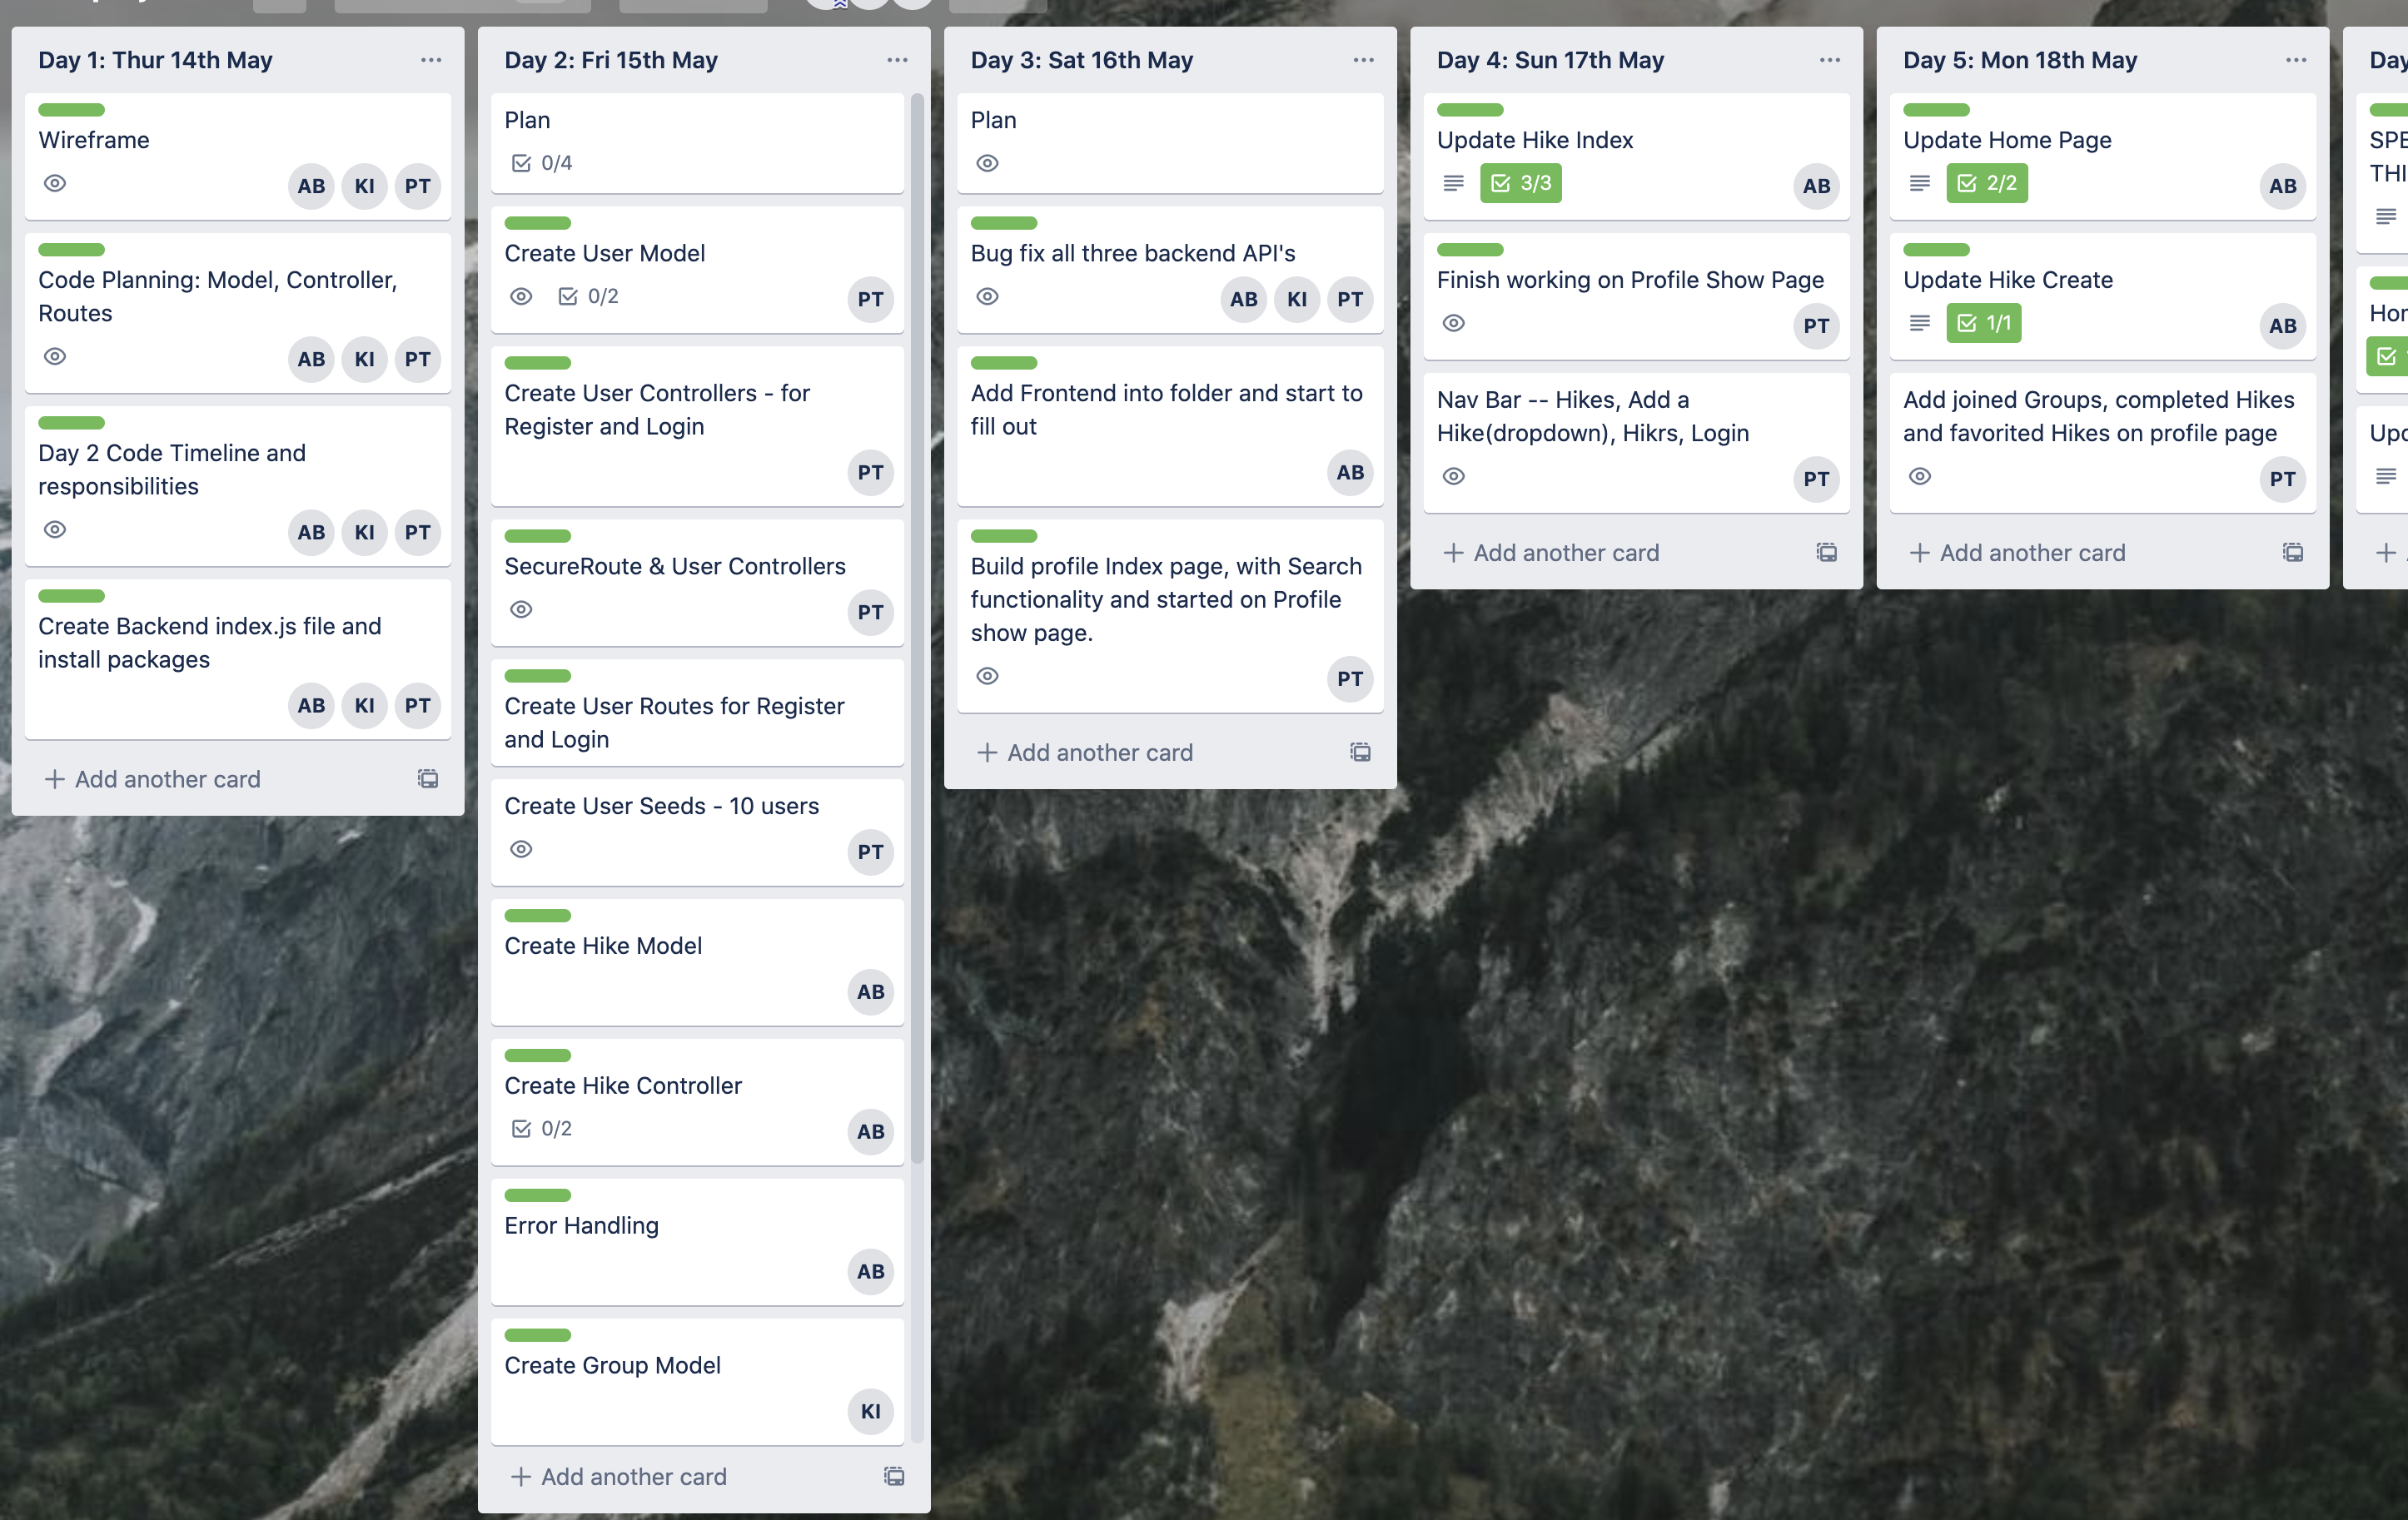 Day 1: Thur 14th May
Wireframe
AB KI PT
Code Planning: Model, Controller,
Routes
AB KI PT
Day 2 Code Timeline and
responsibilities
AB KI PT
Create Backend index.js file and
install packages
AB KI PT
Add another card
Day 2: Fri 15th May
Plan
0/4
Create User Model
0/2
PT
Create User Controllers - for
Register and Login
PT
SecureRoute & User Controllers
PT
Create User Routes for Register
and Login
Create User Seeds - 10 users
PT
Create Hike Model
AB
Create Hike Controller
0/2
AB
Error Handling
AB
Create Group Model
KI
Add another card
Day 3: Sat 16th May
Plan
Bug fix all three backend API's
AB KI PT
Add Frontend into folder and start to
fill out
AB
Build profile Index page, with Search
functionality and started on Profile
show page.
PT
Add another card
Day 4: Sun 17th May
Update Hike Index
3/3
AB
Finish working on Profile Show Page
PT
Nav Bar -- Hikes, Add a
Hike(dropdown), Hikrs, Login
PT
Add another card
Day 5: Mon 18th May
Update Home Page
2/2
AB
Update Hike Create
1/1
AB
Add joined Groups, completed Hikes
and favorited Hikes on profile page
PT
Add another card
Day